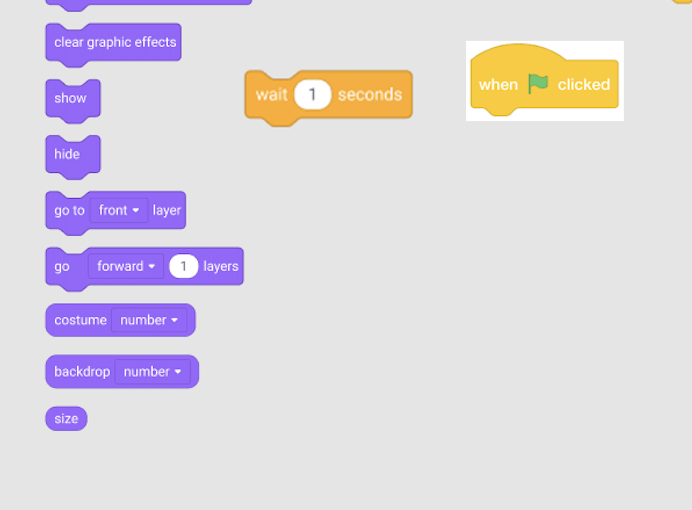 clear graphic effects
show
hide
go to front layer
go forward 1 layers
costume number
backdrop number
size
wait 1 seconds
when clicked